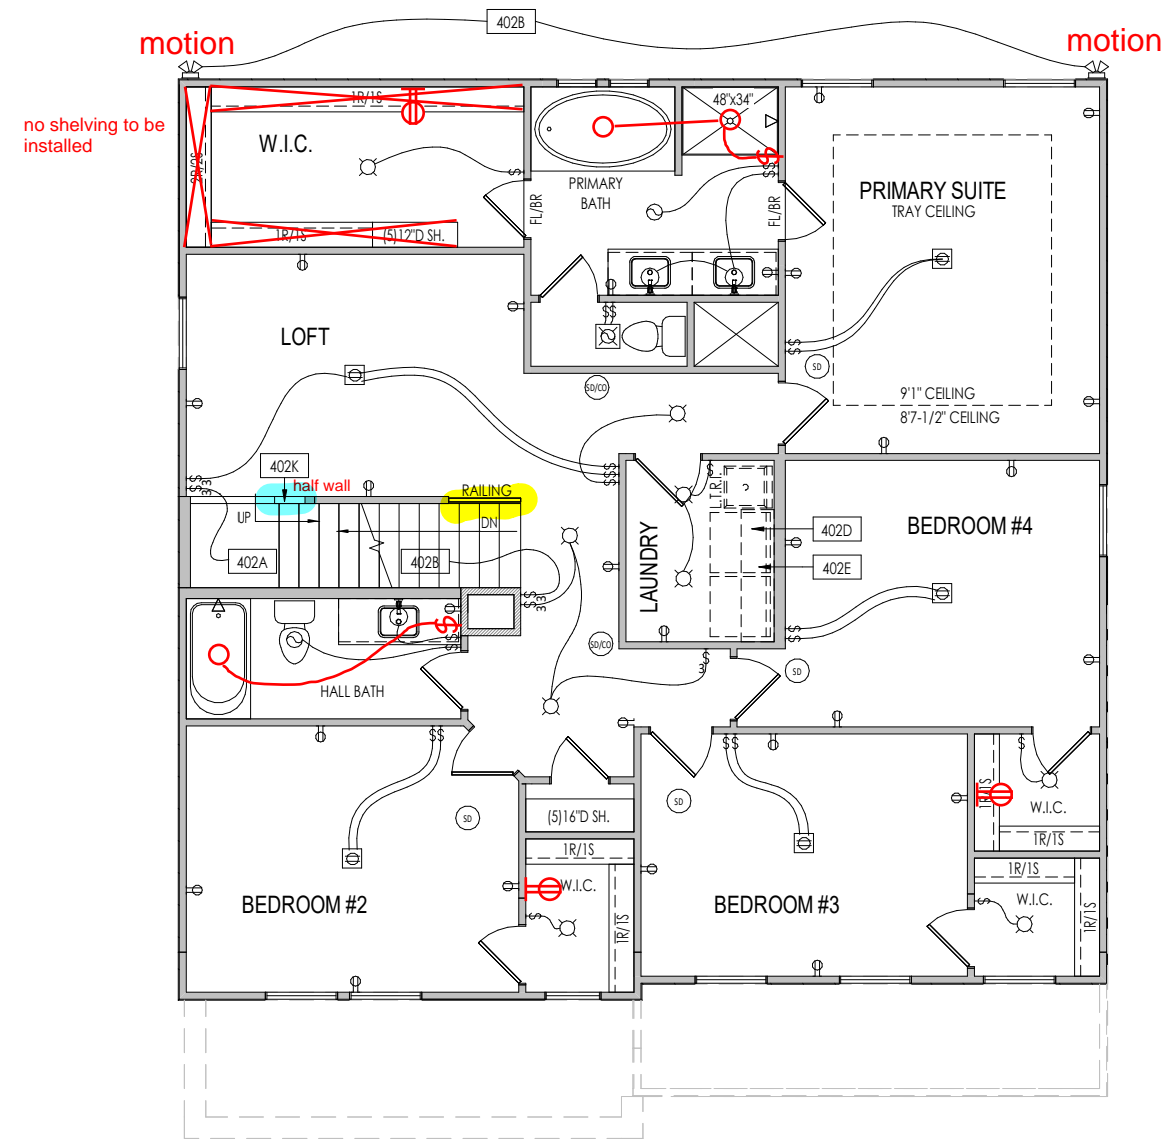 402B
motion
motion
no shelving to be
installed
1R/1S
48"x34"
W.I.C.
2R/2S
PRIMARY
BATH
FL/BR
FL/BR
PRIMARY SUITE
TRAY CEILING
1R/1S
(5)12"D SH.
$
$$
$
LOFT
$$
$$
SD
SD/CO
9'1" CEILING
8'7-1/2" CEILING
402K
half wall
RAILING
UP
DN
402A
402B
L.T.R.
LAUNDRY
402D
402E
BEDROOM #4
$
SD/CO
SD
HALL BATH
3
SD
SD
(5)16"D SH.
1R/1S
W.I.C.
1R/1S
1R/1S
W.I.C.
1R/1S
1R/1S
W.I.C.
1R/1S
BEDROOM #2
BEDROOM #3